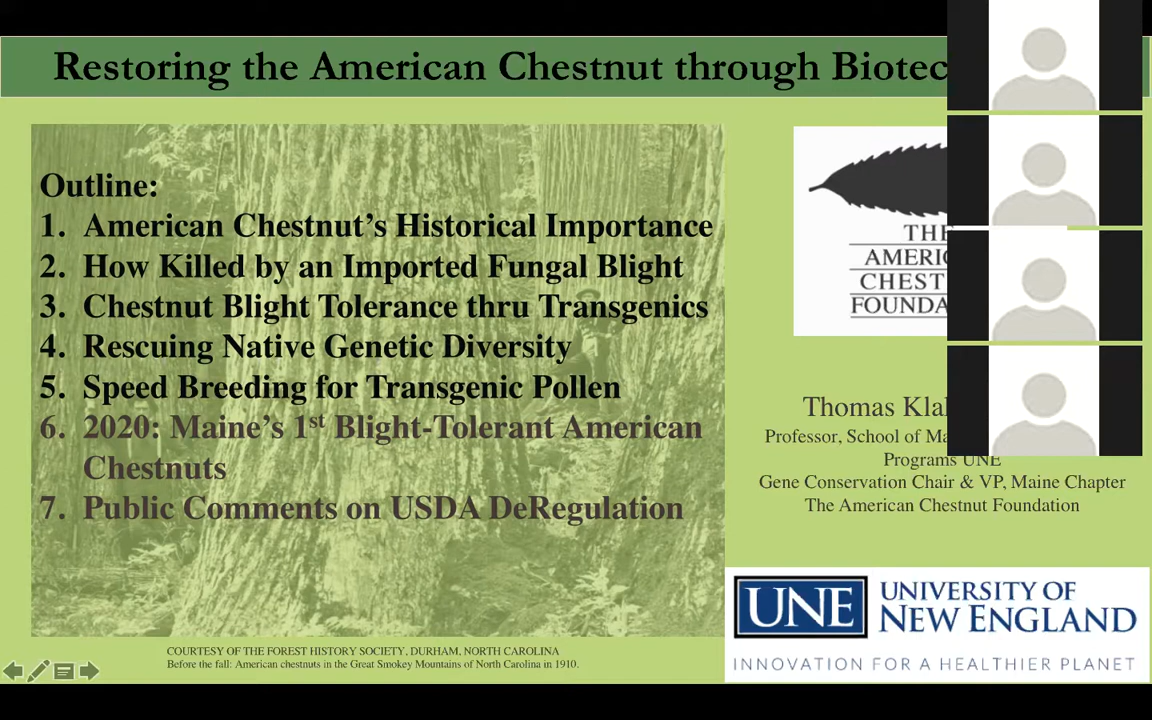 Restoring the American Chestnut through Biotec
Outline:
1. American Chestnut's Historical Importance
2. How Killed by an Imported Fungal Blight
3. Chestnut Blight Tolerance thru Transgenics
4. Rescuing Native Genetic Diversity
5. Speed Breeding for Transgenic Pollen
6. 2020: Maine's 1st Blight-Tolerant American
Chestnuts
7. Public Comments on USDA DeRegulation
COURTESY OF THE FOREST HISTORY SOCIETY, DURHAM, NORTH CAROLINA
Before the fall: American chestnuts in the Great Smokey Mountains of North Carolina in 1910.
THE
AMERIC
CHEST
FOUNDA
Thomas Kla
Professor, School of Ma
Programs UNE
Gene Conservation Chair & VP, Maine Chapter
The American Chestnut Foundation
UNE
UNIVERSITY OF
NEW ENGLAND
INNOVATION FOR A HEALTHIER PLANET